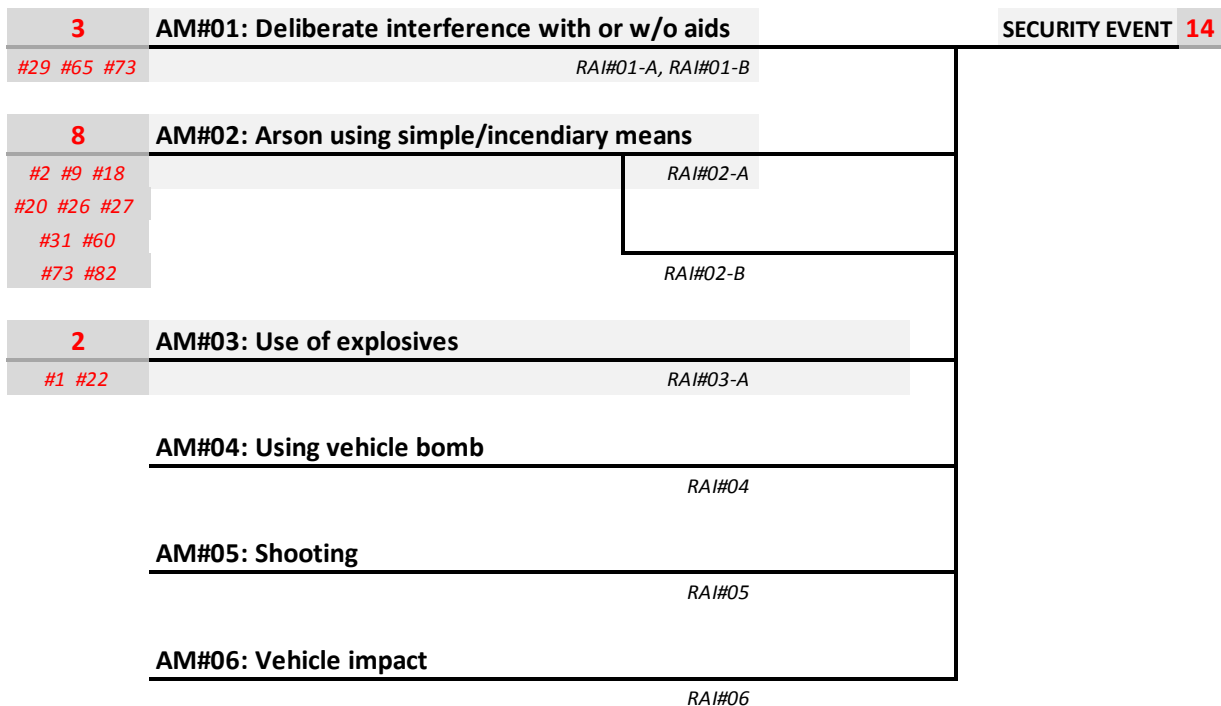 3 AM#01: Deliberate interference with or w/o aids SECURITY EVENT 14
#29 #65 #73 RAI#01-A, RAI#01-B
8 AM#02: Arson using simple/incendiary means
#2 #9 #18 RAI#02-A
#20 #26 #27
#31 #60
#73 #82 RAI#02-B
2 AM#03: Use of explosives
#1 #22 RAI#03-A
AM#04: Using vehicle bomb
RAI#04
AM#05: Shooting
RAI#05
AM#06: Vehicle impact
RAI#06